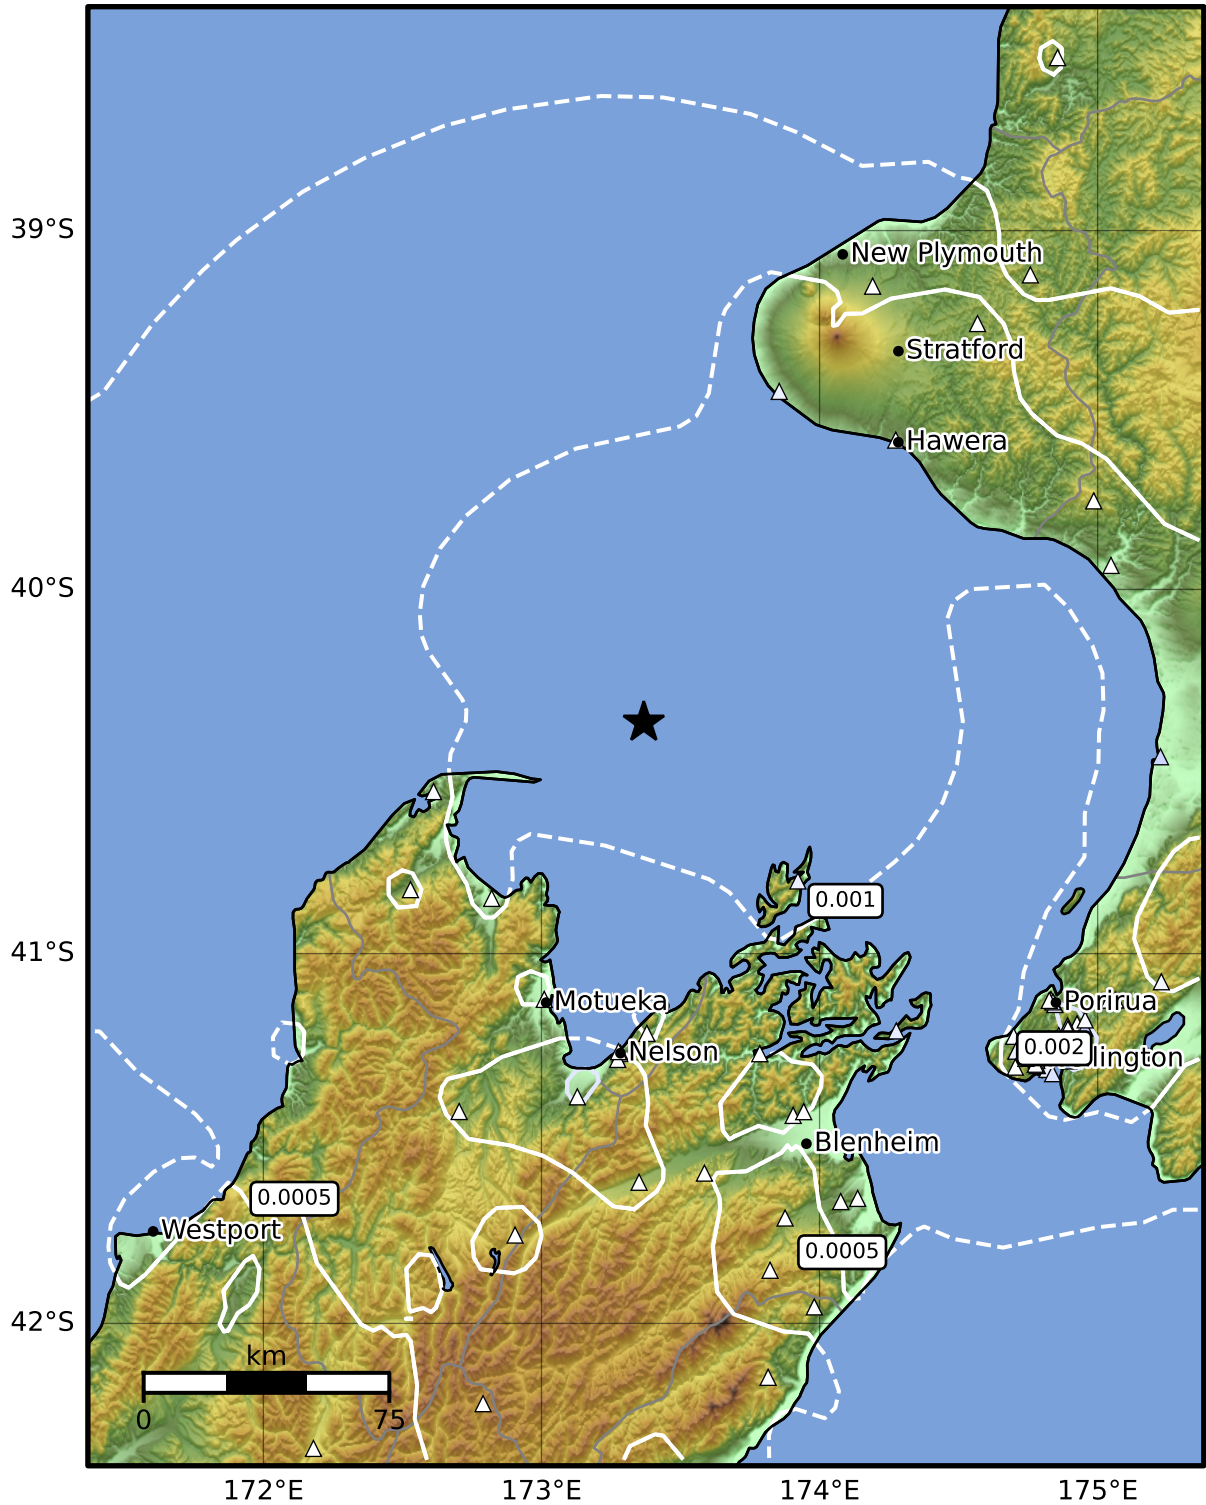 39°S
New Plymouth
Stratford
Hawera
40°S
0.001
41°S
Motueka
Porirua
Nelson
0.002
lington
Blenheim
0.0005
Westport
0.0005
42°S
km
0
75
172°E
173°E
174°E
175°E